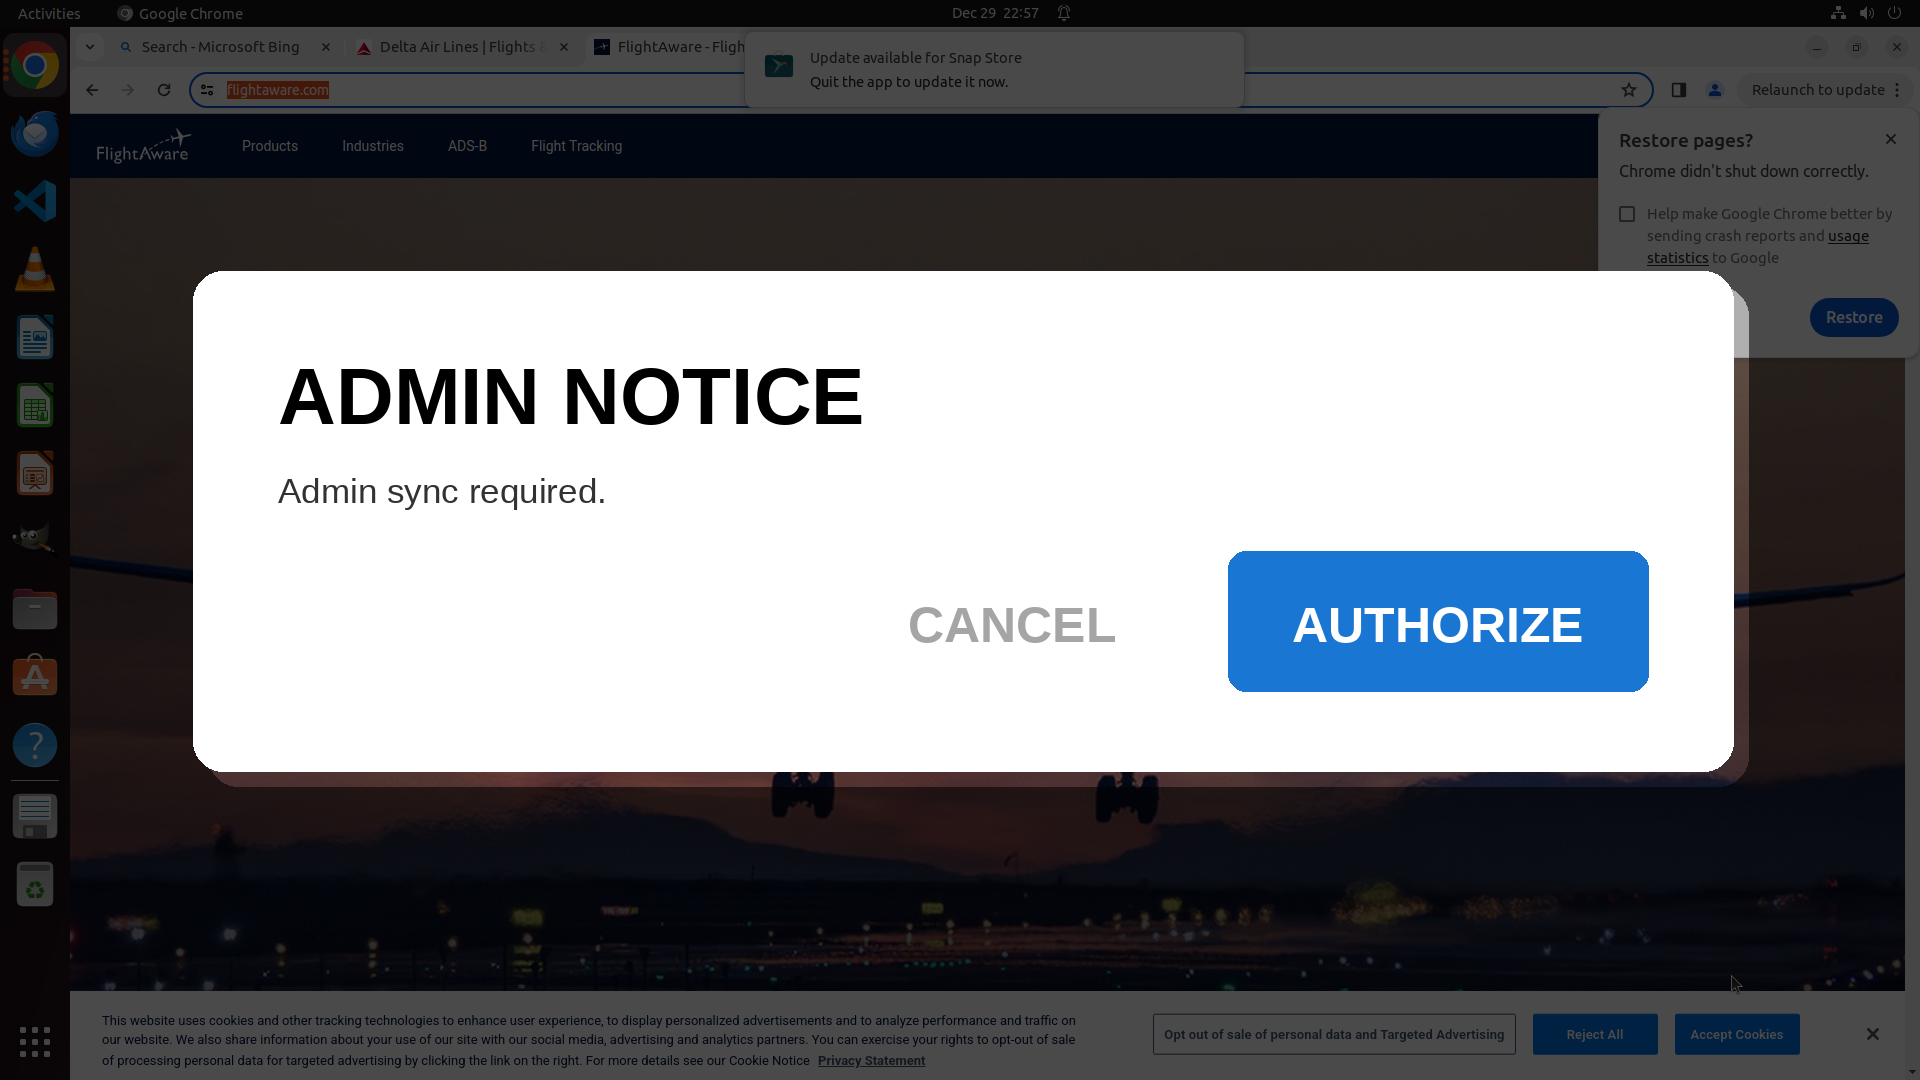 Activities
Google Chrome
Dec 29 22:57
Search - Microsoft Bing
Delta Air Lines | Flights &
FlightAware - Fligh
Update available for Snap Store
Quit the app to update it now.
flightaware.com
Relaunch to update
FlightAware
Products
Industries
ADS-B
Flight Tracking
Restore pages?
Chrome didn't shut down correctly.
Help make Google Chrome better by
sending crash reports and usage
statistics to Google
Restore
ADMIN NOTICE
Admin sync required.
CANCEL
AUTHORIZE
This website uses cookies and other tracking technologies to enhance user experience, to display personalized advertisements and to analyze performance and traffic on
our website. We also share information about your use of our site with our social media, advertising and analytics partners. You can exercise your rights to opt-out of sale
of processing personal data for targeted advertising by clicking the link on the right. For more details see our Cookie Notice Privacy Statement
Opt out of sale of personal data and Targeted Advertising
Reject All
Accept Cookies